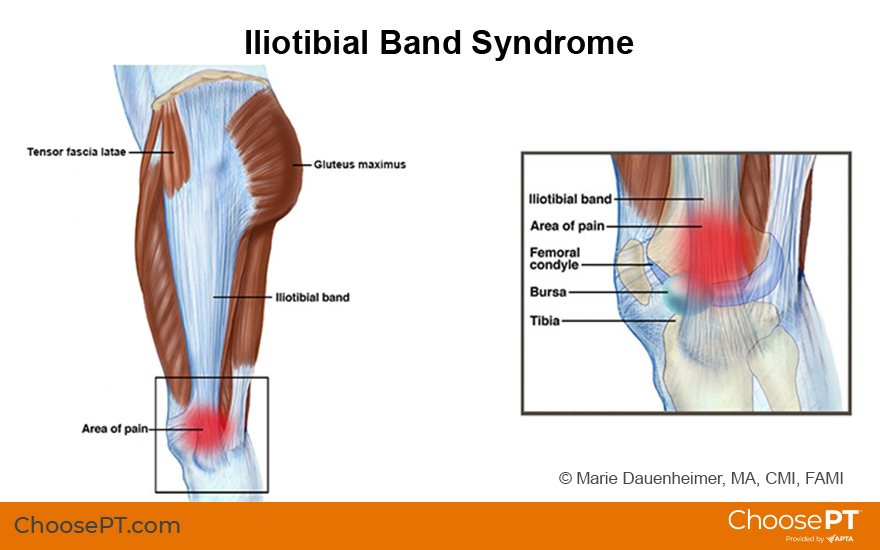 Iliotibial Band Syndrome
Tensor fascia latae
Gluteus maximus
Iliotibial band
Area of pain
Iliotibial band
Area of pain
Femoral
condyle
Bursa
Tibia
© Marie Dauenheimer, MA, CMI, FAMI
ChoosePT.com
ChoosePT
Provided by APTA